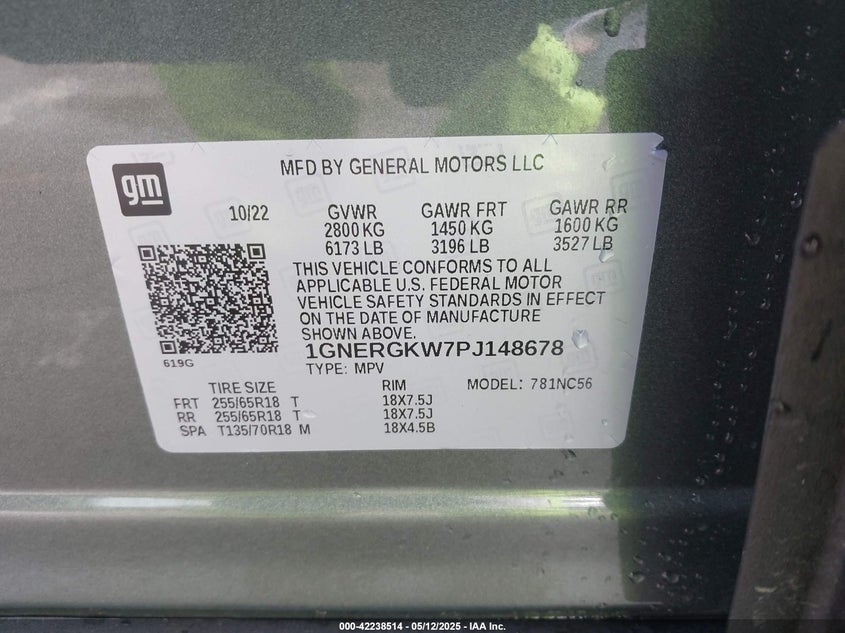 MFD BY GENERAL MOTORS LLC
gm
10/22 GVWR GAWR FRT GAWR RR
2800 KG 1450 KG 1600 KG
6173 LB 3196 LB 3527 LB
THIS VEHICLE CONFORMS TO ALL
APPLICABLE U.S. FEDERAL MOTOR
VEHICLE SAFETY STANDARDS IN EFFECT
ON THE DATE OF MANUFACTURE
SHOWN ABOVE.
619G
1GNERGKW7PJ148678
TYPE: MPV
TIRE SIZE RIM MODEL: 781NC56
FRT 255/65R18 T 18X7.5J
RR 255/65R18 T 18X7.5J
SPA T135/70R18 M 18X4.5B
000-42238514 - 05/12/2025 - IAA Inc.